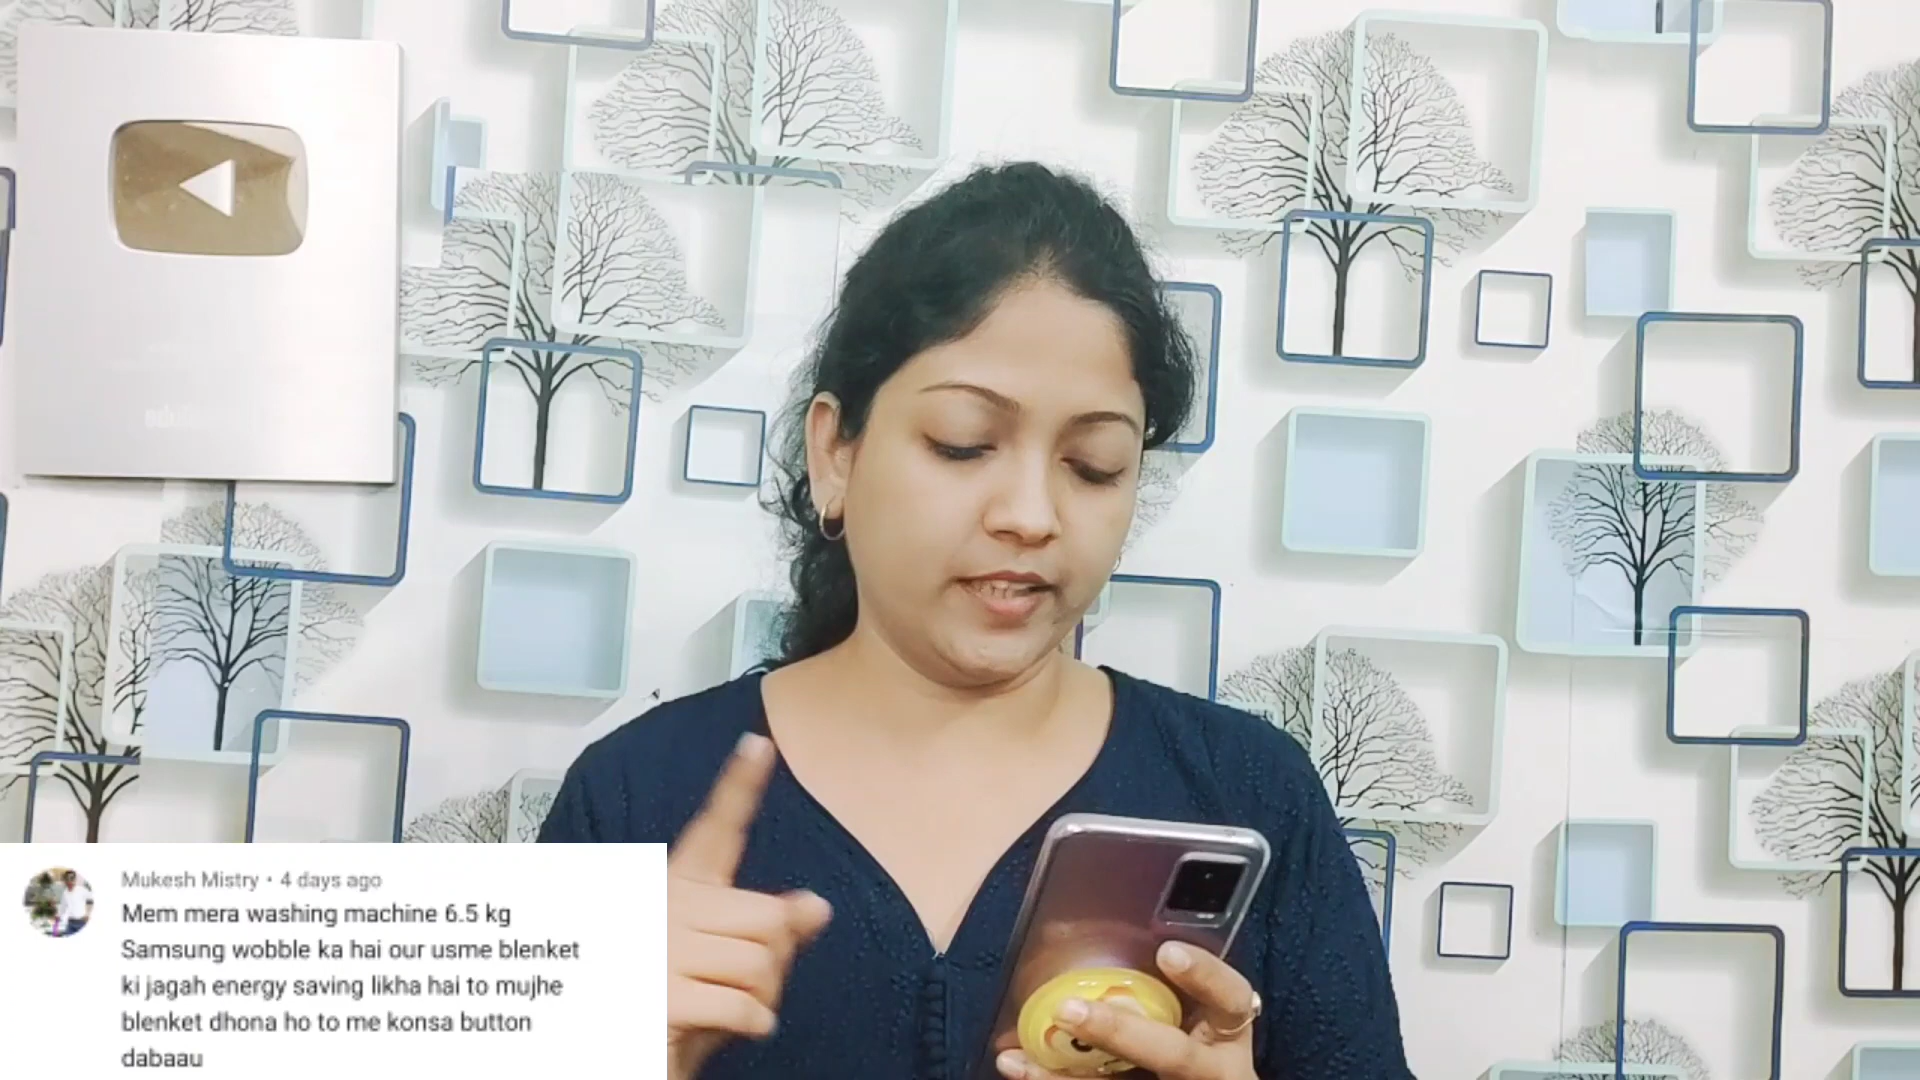 Mukesh Mistry • 4 days ago
Mem mera washing machine 6.5 kg
Samsung wobble ka hai our usme blenket
ki jagah energy saving likha hai to mujhe
blenket dhona ho to me konsa button
dabaau